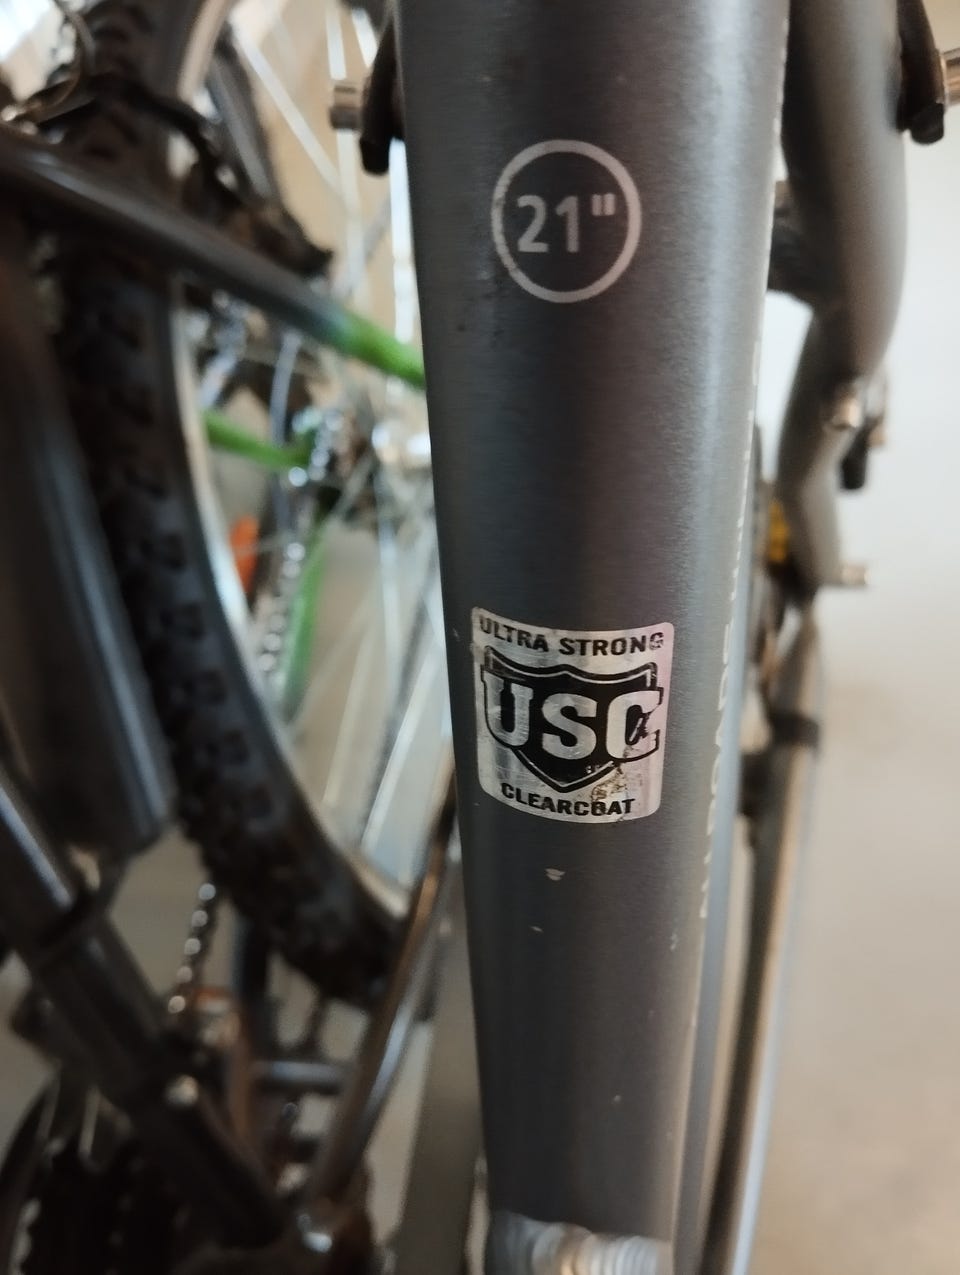 21"
ULTRA STRONG
USC
CLEARCOAT